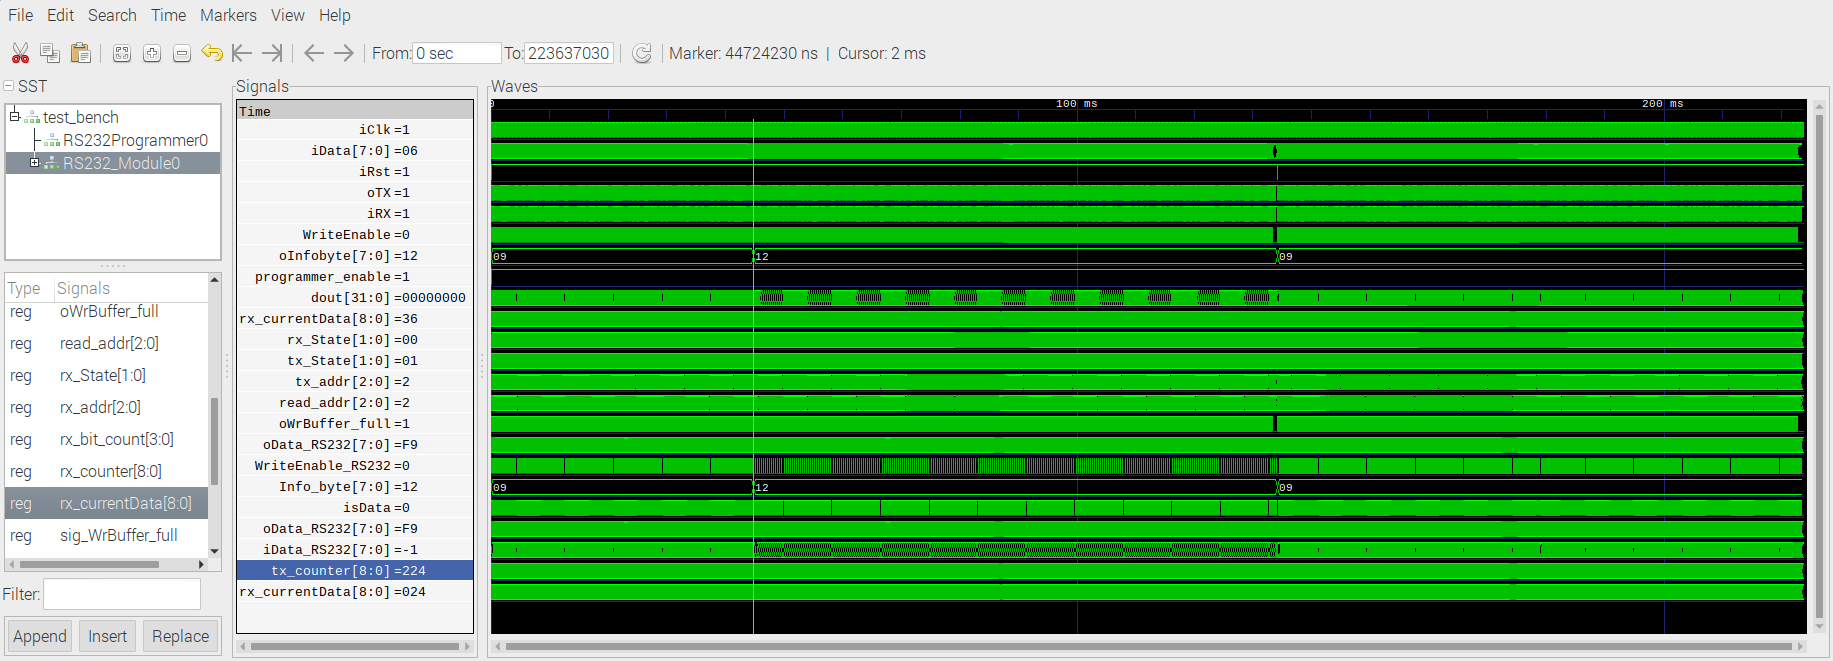 File Edit Search Time Markers View Help
From: 0 sec To: 223637030 Marker: 44724230 ns | Cursor: 2 ms
SST
test_bench
RS232Programmer0
RS232_Module0
Type Signals
reg oWrBuffer_full
reg read_addr[2:0]
reg rx_State[1:0]
reg rx_addr[2:0]
reg rx_bit_count[3:0]
reg rx_counter[8:0]
reg rx_currentData[8:0]
reg sig_WrBuffer_full
Filter:
Append Insert Replace
Signals
Time
iClk=1
iData[7:0]=06
iRst=1
oTX=1
iRX=1
WriteEnable=0
oInfobyte[7:0]=12
programmer_enable=1
dout[31:0]=00000000
rx_currentData[8:0]=36
rx_State[1:0]=00
tx_State[1:0]=01
tx_addr[2:0]=2
read_addr[2:0]=2
oWrBuffer_full=1
oData_RS232[7:0]=F9
WriteEnable_RS232=0
Info_byte[7:0]=12
isData=0
oData_RS232[7:0]=F9
iData_RS232[7:0]=-1
tx_counter[8:0]=224
rx_currentData[8:0]=024
Waves
0 100 ms 200 ms
09 12 09
09 12 09